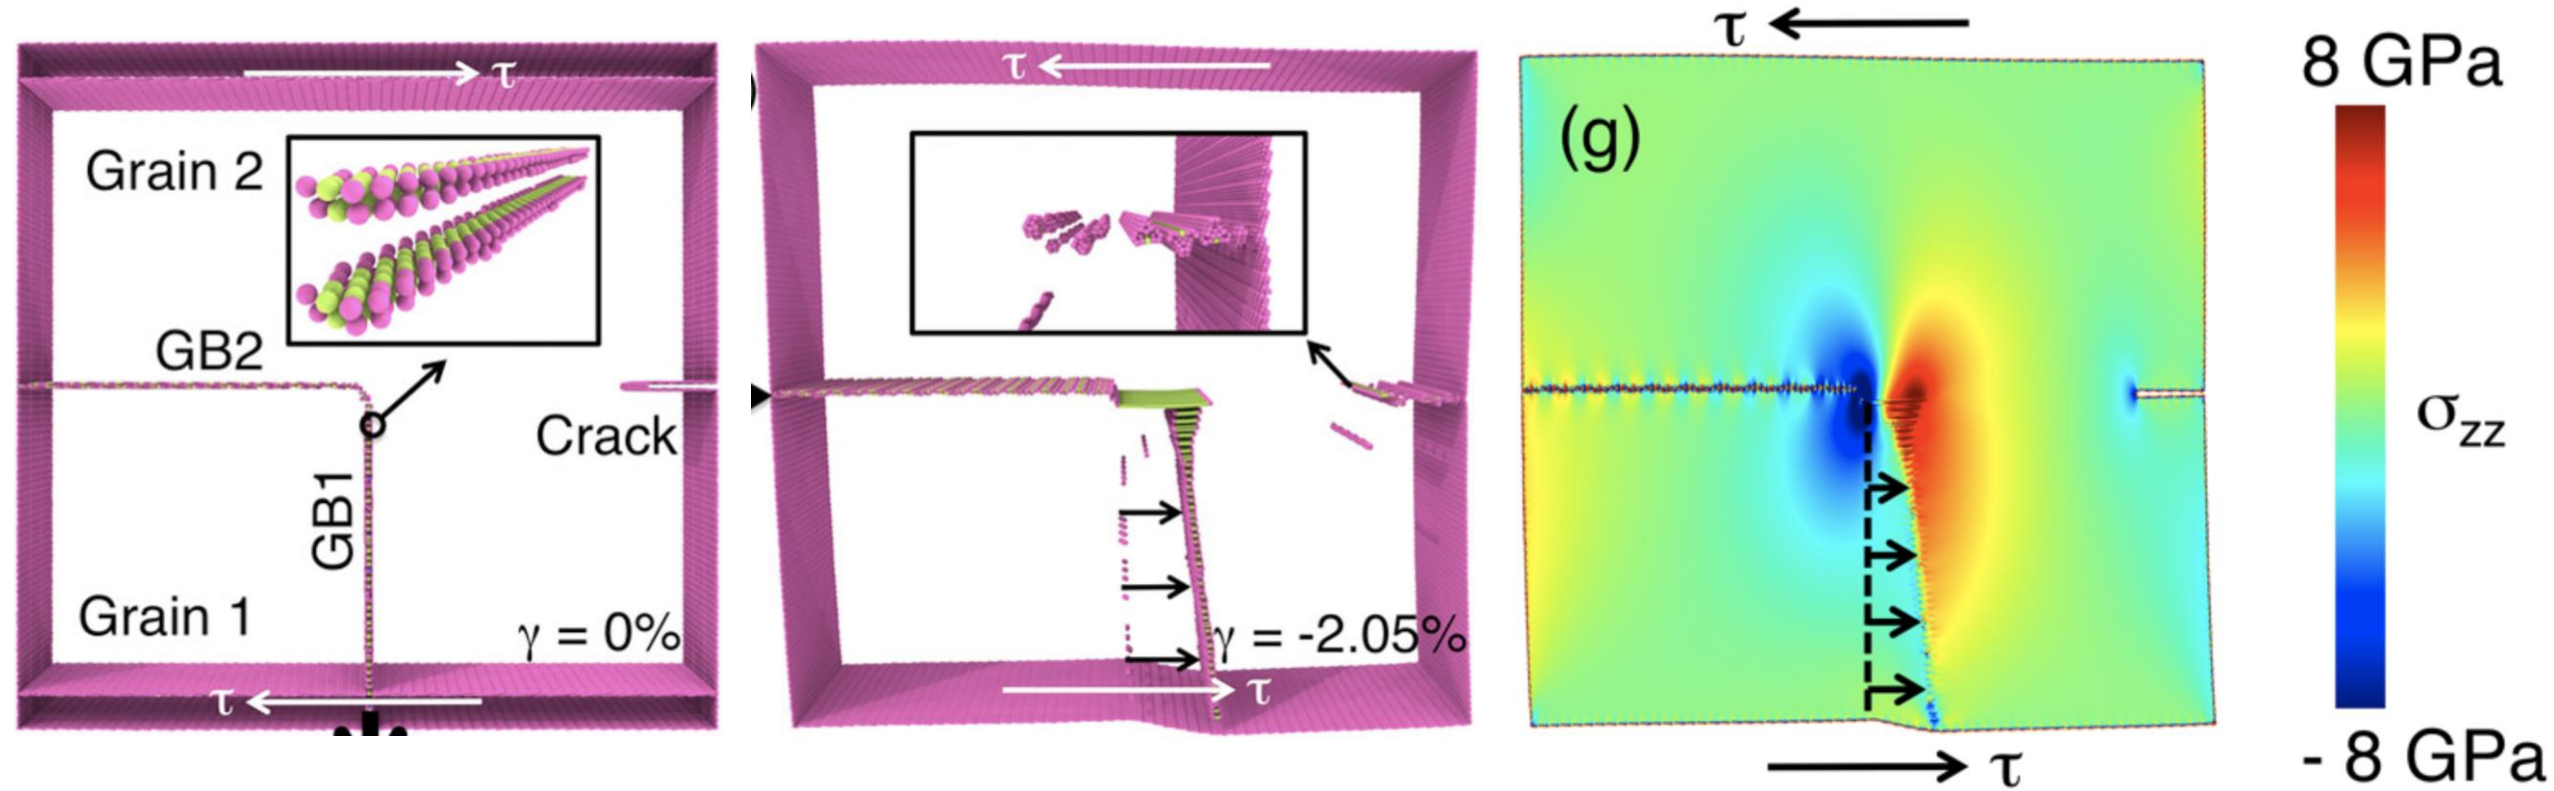 τ
Grain 2
GB2
GB1
Crack
Grain 1
γ = 0%
τ
τ
γ = -2.05%
τ
τ
(g)
τ
8 GPa
σzz
- 8 GPa